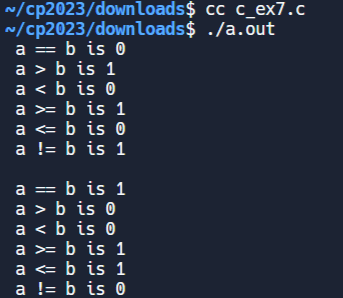 ~/cp2023/downloads$ cc c_ex7.c
~/cp2023/downloads$ ./a.out
a == b is 0
a > b is 1
a < b is 0
a >= b is 1
a <= b is 0
a != b is 1
a == b is 1
a > b is 0
a < b is 0
a >= b is 1
a <= b is 1
a != b is 0